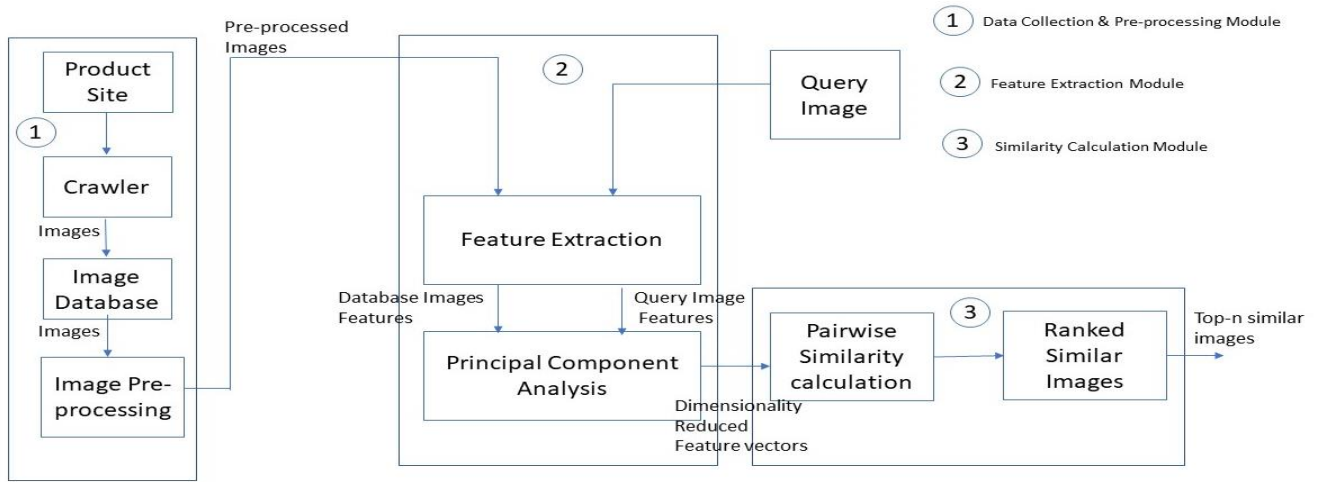 Product
Site
1
Crawler
Images
Image
Database
Images
Image Pre-
processing
Pre-processed
Images
2
Feature Extraction
Database Images
Features
Query Image
Features
Principal Component
Analysis
Dimensionality
Reduced
Feature vectors
Query
Image
1 Data Collection & Pre-processing Module
2 Feature Extraction Module
3 Similarity Calculation Module
3
Pairwise
Similarity
calculation
Ranked
Similar
Images
Top-n similar
images